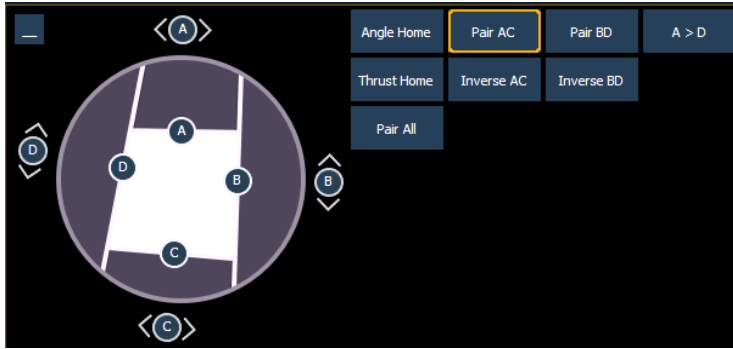 A
Angle Home
Pair AC
Pair BD
A > D
Thrust Home
Inverse AC
Inverse BD
Pair All
A
D
D
B
B
C
C